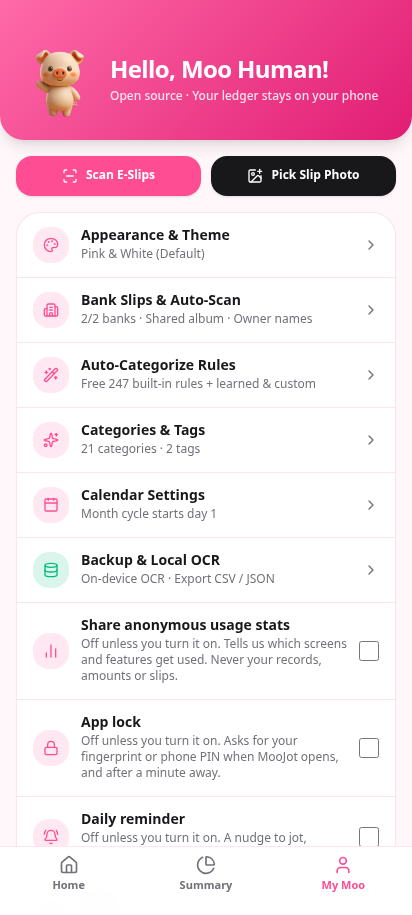 Hello, Moo Human!
Open source · Your ledger stays on your phone
Scan E-Slips
Pick Slip Photo
Appearance & Theme
Pink & White (Default)
Bank Slips & Auto-Scan
2/2 banks · Shared album · Owner names
Auto-Categorize Rules
Free 247 built-in rules + learned & custom
Categories & Tags
21 categories · 2 tags
Calendar Settings
Month cycle starts day 1
Backup & Local OCR
On-device OCR · Export CSV / JSON
Share anonymous usage stats
Off unless you turn it on. Tells us which screens
and features get used. Never your records,
amounts or slips.
App lock
Off unless you turn it on. Asks for your
fingerprint or phone PIN when MooJot opens,
and after a minute away.
Daily reminder
Off unless you turn it on. A nudge to jot,
Home
Summary
My Moo